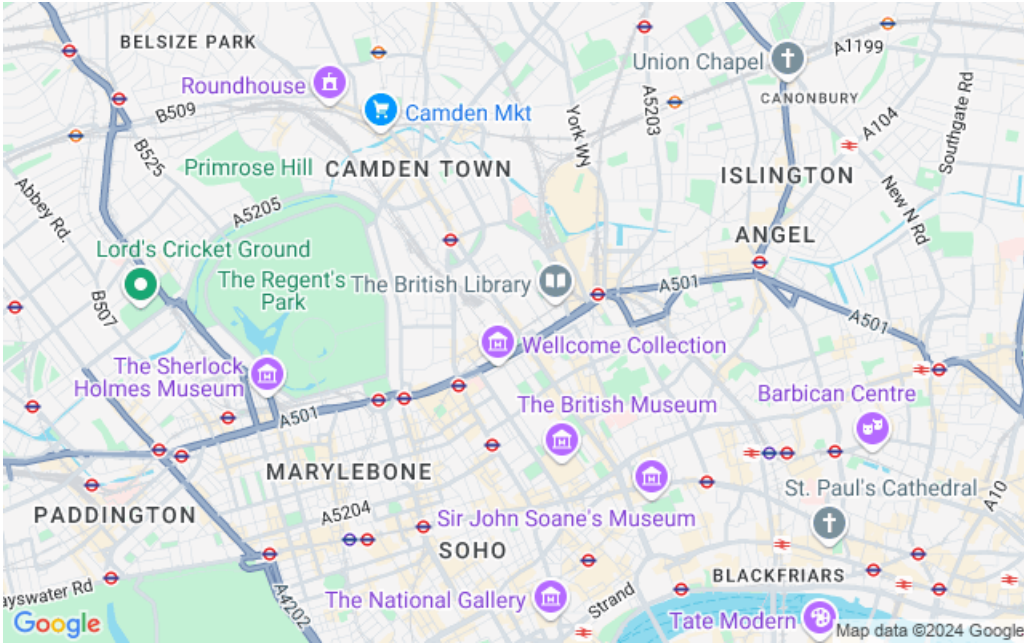 BELSIZE PARK
A1199
Union Chapel
Roundhouse
CANONBURY
B509
Camden Mkt
York WN
A5203
A104
Southgate Rd
B525
Primrose Hill
CAMDEN TOWN
ISLINGTON
Abbey Rd.
A5205
New N Rd
Lord's Cricket Ground
ANGEL
The Regent's
Park
The British Library
A501
B507
A501
Wellcome Collection
The Sherlock
Holmes Museum
Barbican Centre
A501
The British Museum
MARYLEBONE
St. Paul's Cathedral
A10
PADDINGTON
A5204
Sir John Soane's Museum
SOHO
BLACKFRIARS
ayswater Rd
A4202
The National Gallery
Strand
Tate Modern
Google
Map data ©2024 Google